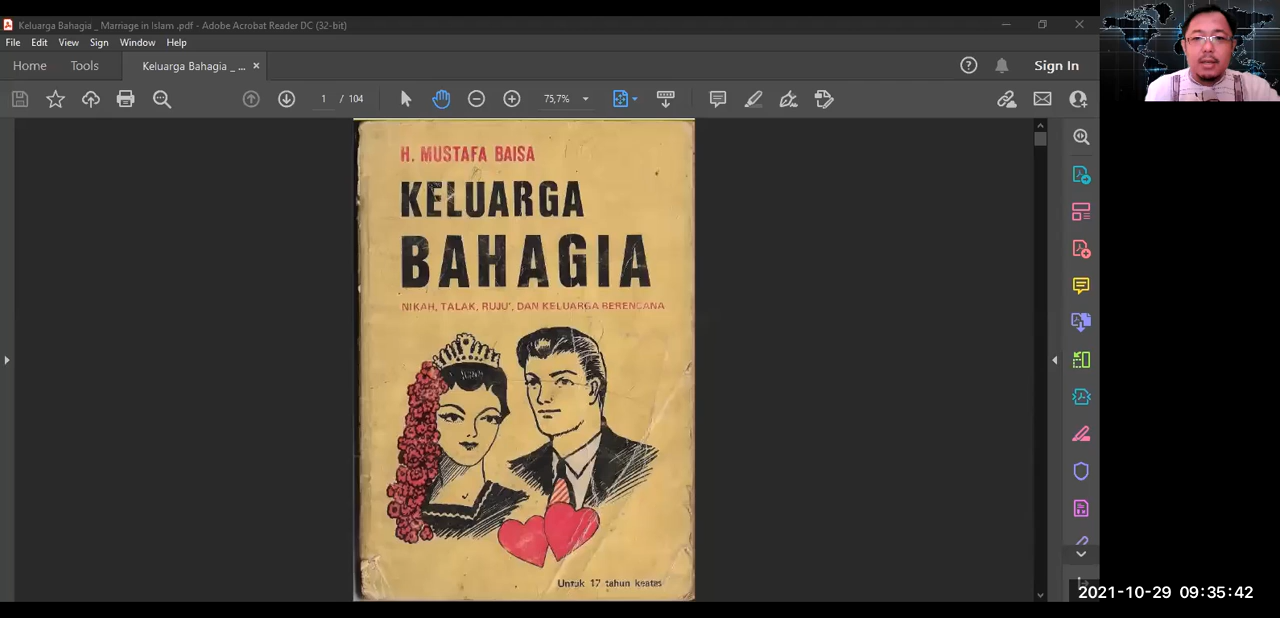 Keluarga Bahagia _ Marriage in Islam .pdf - Adobe Acrobat Reader DC (32-bit)
File Edit View Sign Window Help
Home Tools Keluarga Bahagia _ ... × Sign In
1 / 104 75,7%
H. MUSTAFA BAISA
KELUARGA
BAHAGIA
NIKAH, TALAK, RUJU', DAN KELUARGA BERENCANA
Untuk 17 tahun keatas
2021-10-29 09:35:42